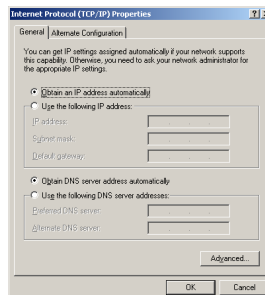 Internet Protocol (TCP/IP) Properties
General
Alternate Configuration
You can get IP settings assigned automatically if your network supports
this capability. Otherwise, you need to ask your network administrator for
the appropriate IP settings.
Obtain an IP address automatically
Use the following IP address:
IP address:
Subnet mask:
Default gateway:
Obtain DNS server address automatically
Use the following DNS server addresses:
Preferred DNS server:
Alternate DNS server:
Advanced...
OK
Cancel